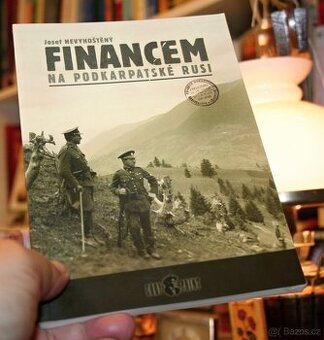 Josef NEVYHOŠTĚNÝ
FINANCEM
NA PODKARPATSKÉ RUSI
Bazos.cz